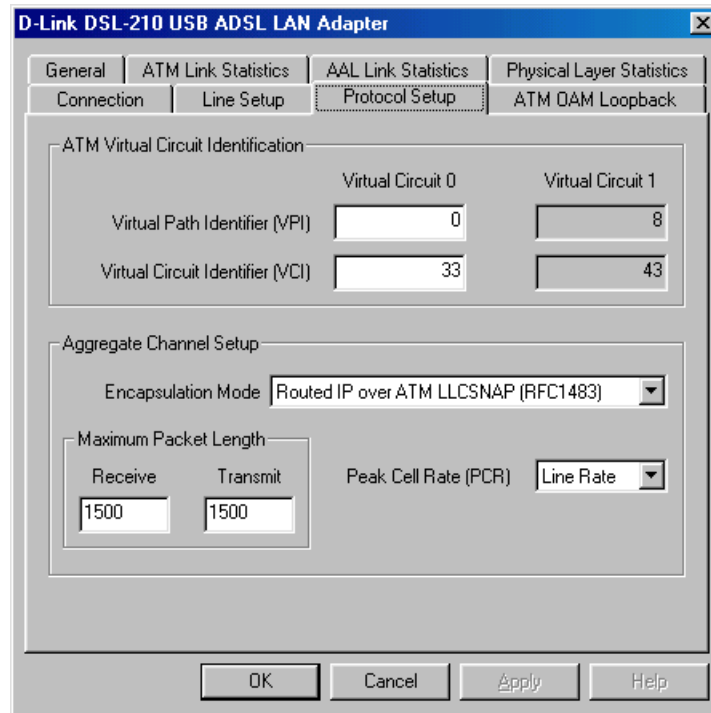 D-Link DSL-210 USB ADSL LAN Adapter
General ATM Link Statistics AAL Link Statistics Physical Layer Statistics
Connection Line Setup Protocol Setup ATM OAM Loopback
ATM Virtual Circuit Identification
Virtual Circuit 0 Virtual Circuit 1
Virtual Path Identifier (VPI) 0 8
Virtual Circuit Identifier (VCI) 33 43
Aggregate Channel Setup
Encapsulation Mode Routed IP over ATM LLCSNAP (RFC1483)
Maximum Packet Length
Receive Transmit Peak Cell Rate (PCR) Line Rate
1500 1500
OK Cancel Apply Help